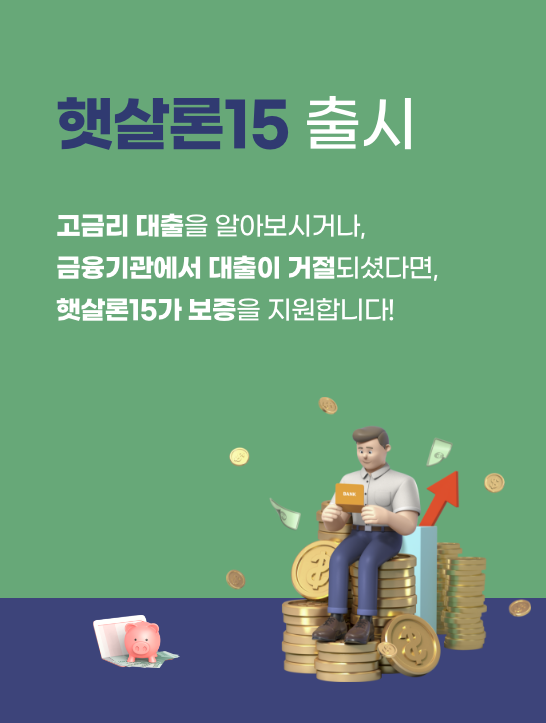 햇살론15 출시
고금리 대출을 알아보시거나,
금융기관에서 대출이 거절되셨다면,
햇살론15가 보증을 지원합니다!
BANK